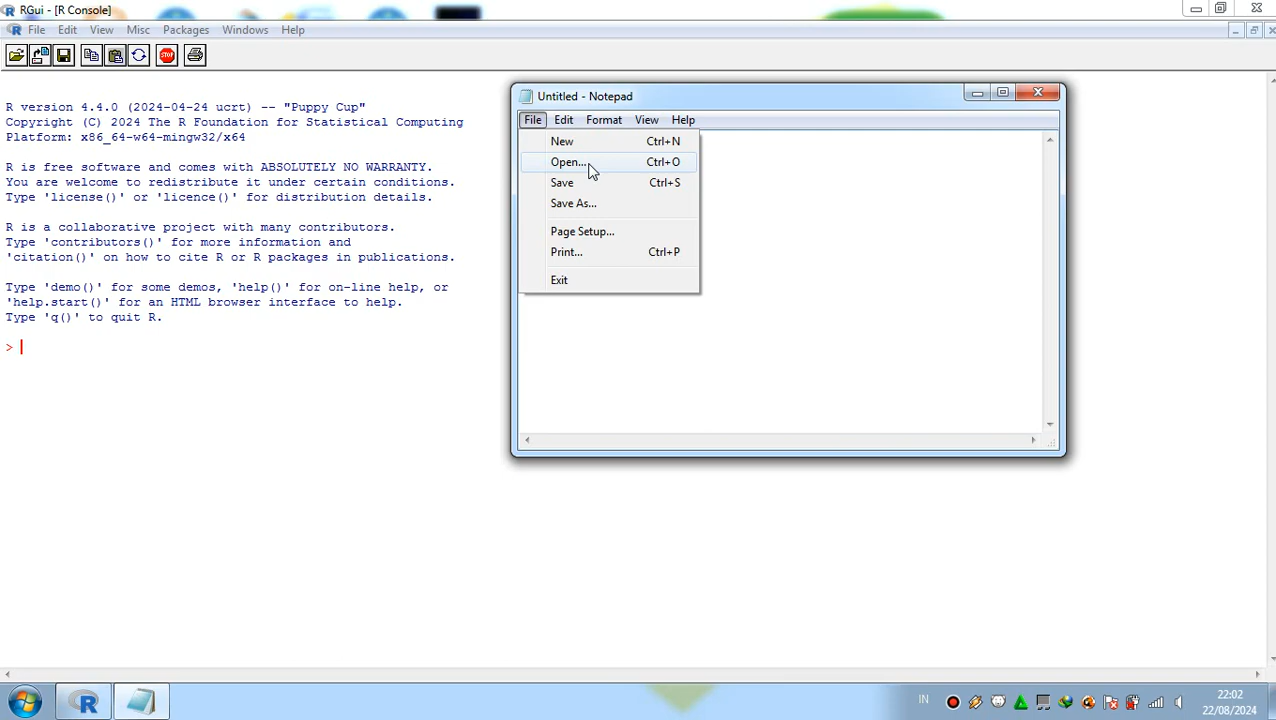 RGui - [R Console]
File Edit View Misc Packages Windows Help
STOP
R version 4.4.0 (2024-04-24 ucrt) -- "Puppy Cup"
Copyright (C) 2024 The R Foundation for Statistical Computing
Platform: x86_64-w64-mingw32/x64
R is free software and comes with ABSOLUTELY NO WARRANTY.
You are welcome to redistribute it under certain conditions.
Type 'license()' or 'licence()' for distribution details.
R is a collaborative project with many contributors.
Type 'contributors()' for more information and
'citation()' on how to cite R or R packages in publications.
Type 'demo()' for some demos, 'help()' for on-line help, or
'help.start()' for an HTML browser interface to help.
Type 'q()' to quit R.
>
Untitled - Notepad
File Edit Format View Help
New Ctrl+N
Open... Ctrl+O
Save Ctrl+S
Save As...
Page Setup...
Print... Ctrl+P
Exit
IN
22:02
22/08/2024